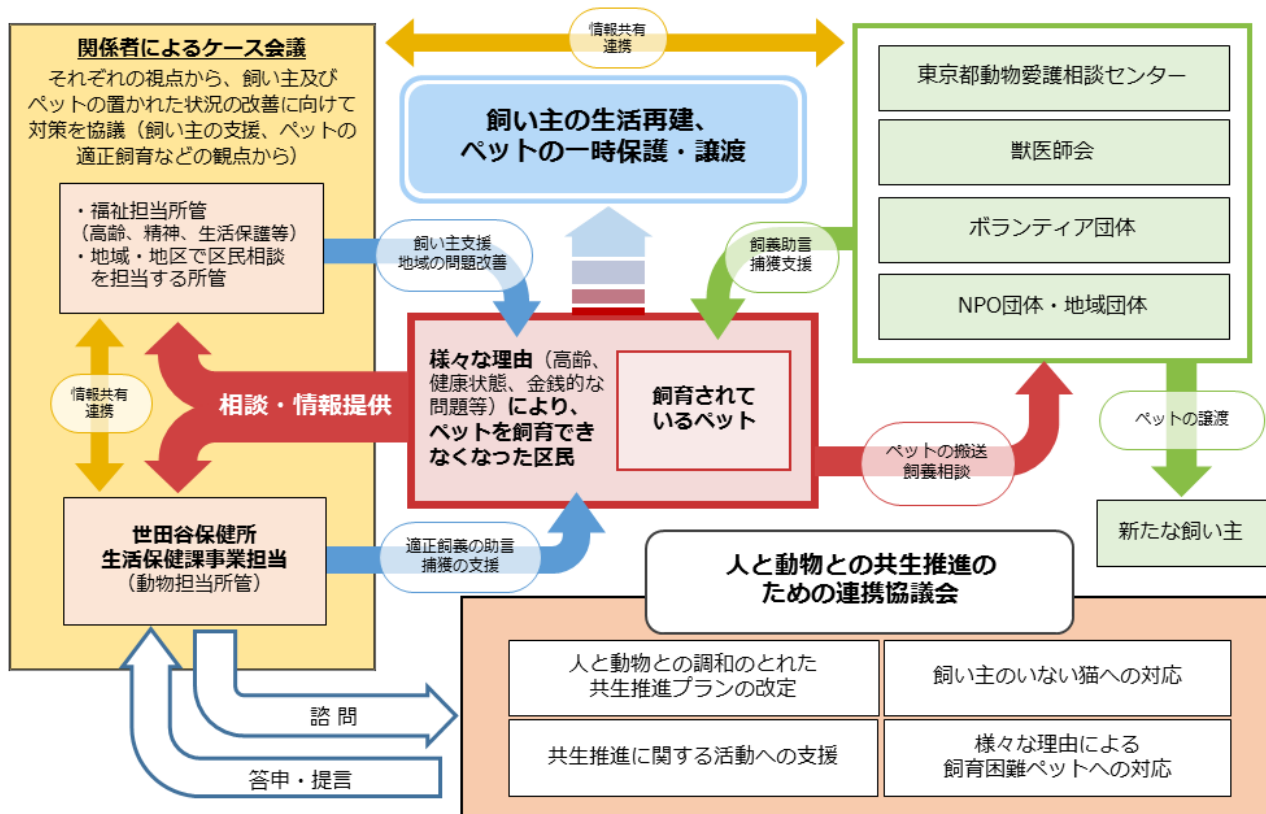 関係者によるケース会議
それぞれの視点から、飼い主及び
ペットの置かれた状況の改善に向けて
対策を協議（飼い主の支援、ペットの
適正飼育などの観点から）
・福祉担当所管
（高齢、精神、生活保護等）
・地域・地区で区民相談
を担当する所管
情報共有
連携
世田谷保健所
生活保健課事業担当
（動物担当所管）
情報共有
連携
飼い主の生活再建、
ペットの一時保護・譲渡
飼い主支援
地域の問題改善
飼養助言
捕獲支援
相談・情報提供
様々な理由（高齢、
健康状態、金銭的な
問題等）により、
ペットを飼育でき
なくなった区民
飼育されて
いるペット
適正飼養の助言
捕獲の支援
ペットの搬送
飼養相談
東京都動物愛護相談センター
獣医師会
ボランティア団体
NPO団体・地域団体
ペットの譲渡
新たな飼い主
諮 問
答申・提言
人と動物との共生推進の
ための連携協議会
人と動物との調和のとれた
共生推進プランの改定
飼い主のいない猫への対応
共生推進に関する活動への支援
様々な理由による
飼育困難ペットへの対応